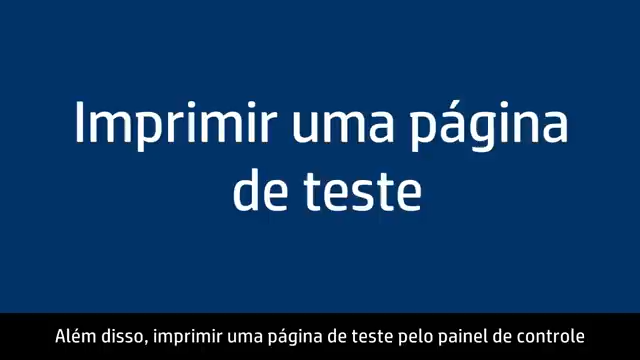 Imprimir uma página
de teste
Além disso, imprimir uma página de teste pelo painel de controle